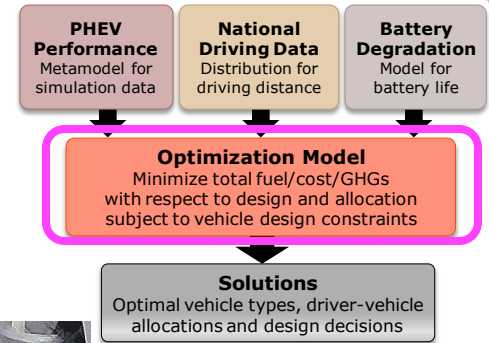 PHEV
Performance
Metamodel for
simulation data
National
Driving Data
Distribution for
driving distance
Battery
Degradation
Model for
battery life
Optimization Model
Minimize total fuel/cost/GHGs
with respect to design and allocation
subject to vehicle design constraints
Solutions
Optimal vehicle types, driver-vehicle
allocations and design decisions